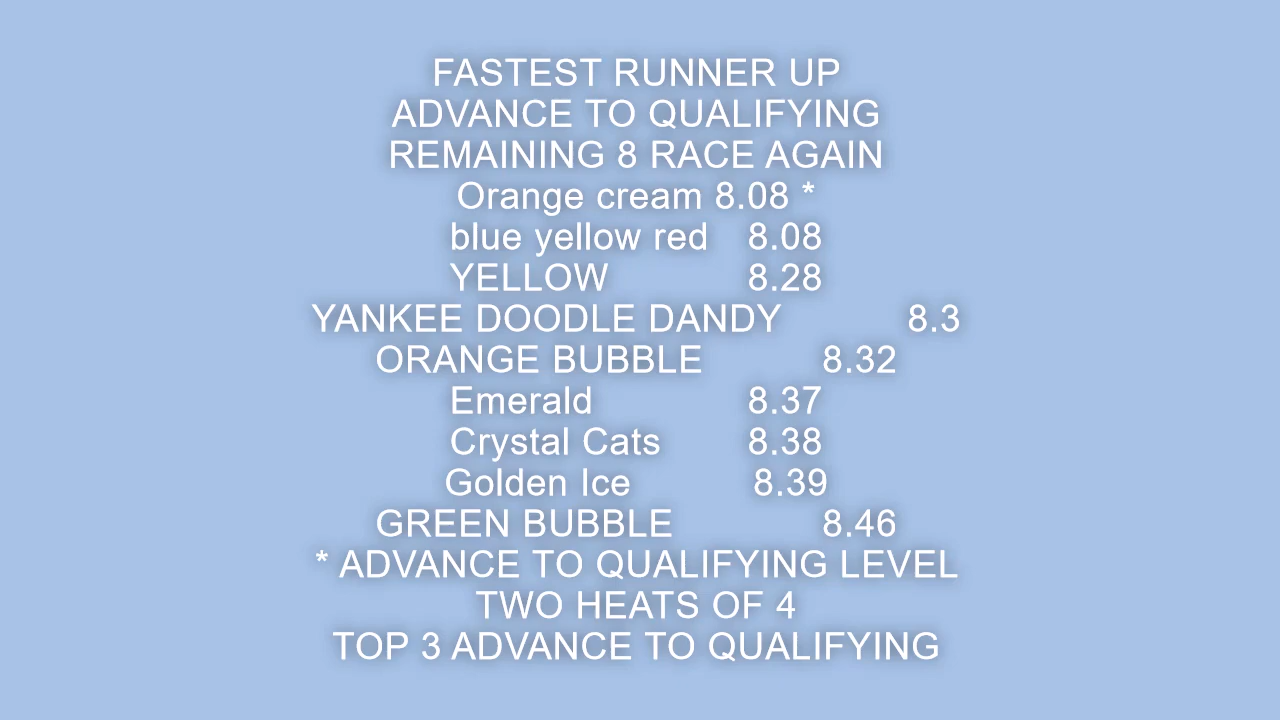 FASTEST RUNNER UP
ADVANCE TO QUALIFYING
REMAINING 8 RACE AGAIN
Orange cream 8.08 *
blue yellow red 8.08
YELLOW 8.28
YANKEE DOODLE DANDY 8.3
ORANGE BUBBLE 8.32
Emerald 8.37
Crystal Cats 8.38
Golden Ice 8.39
GREEN BUBBLE 8.46
* ADVANCE TO QUALIFYING LEVEL
TWO HEATS OF 4
TOP 3 ADVANCE TO QUALIFYING